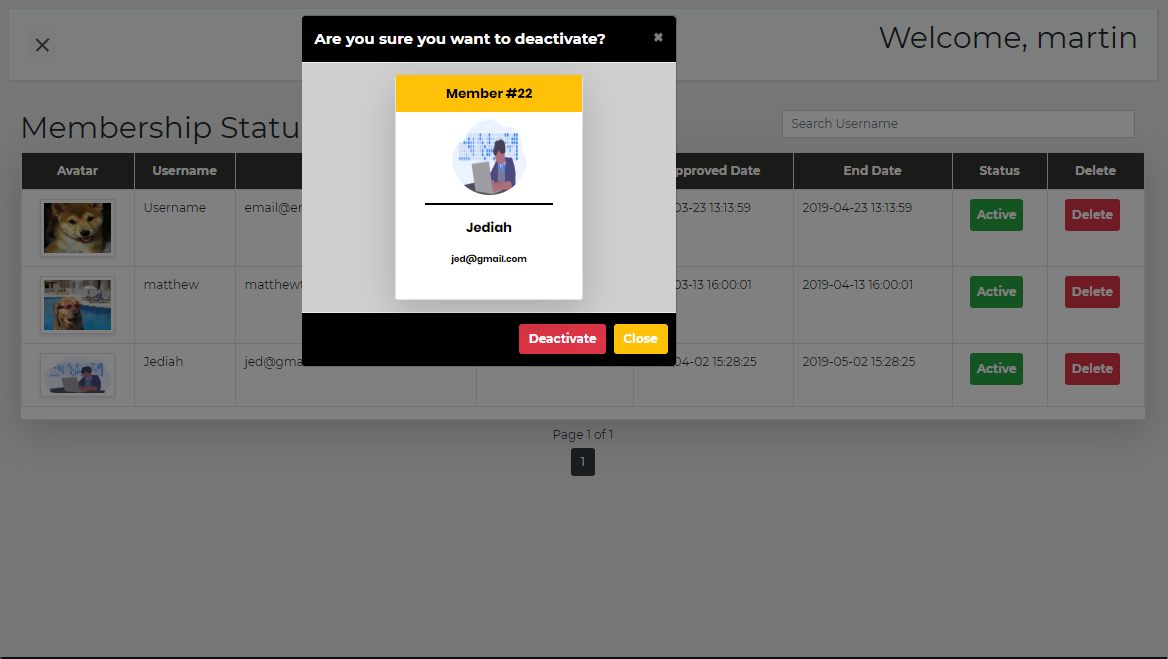 Are you sure you want to deactivate?
×
Welcome, martin
Member #22
Jediah
jed@gmail.com
Deactivate Close
Membership Statu
Search Username
Avatar Username pproved Date End Date Status Delete
Username email@e 03-23 13:13:59 2019-04-23 13:13:59 Active Delete
matthew matthewt 03-13 16:00:01 2019-04-13 16:00:01 Active Delete
Jediah jed@gma 04-02 15:28:25 2019-05-02 15:28:25 Active Delete
Page 1 of 1
1